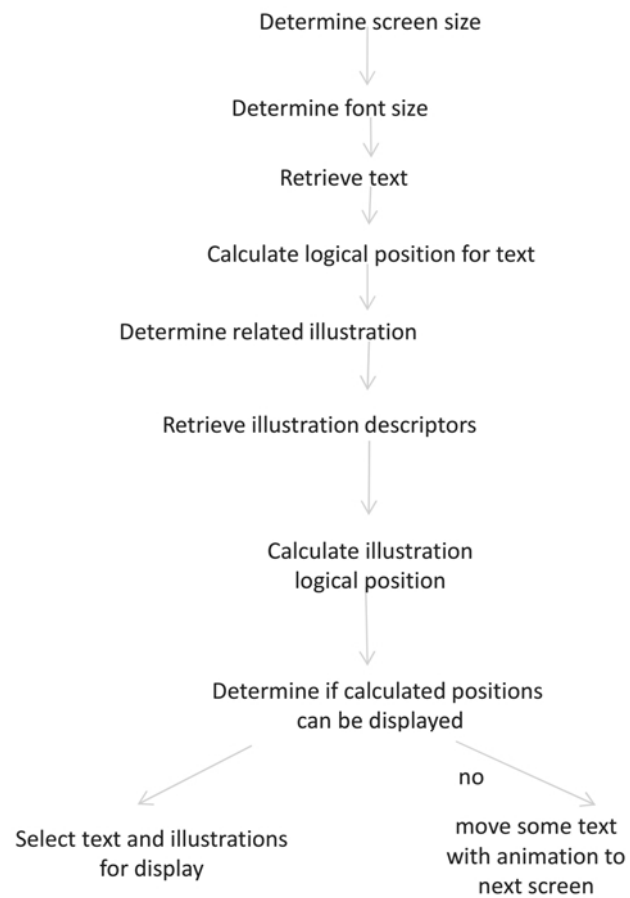 Determine screen size
Determine font size
Retrieve text
Calculate logical position for text
Determine related illustration
Retrieve illustration descriptors
Calculate illustration
logical position
Determine if calculated positions
can be displayed
no
Select text and illustrations
for display
move some text
with animation to
next screen